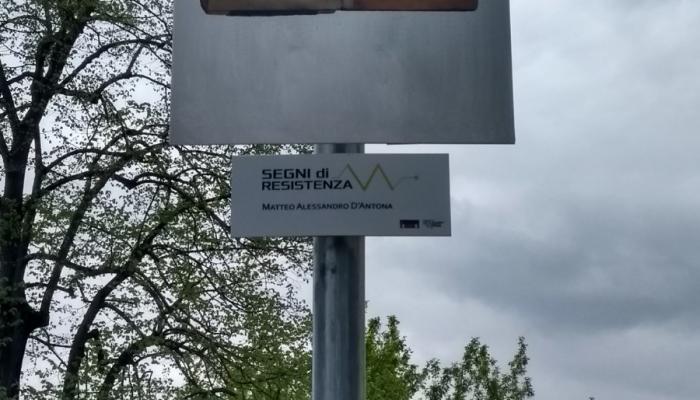 SEGNI di
RESISTENZA
MATTEO ALESSANDRO D'ANTONA